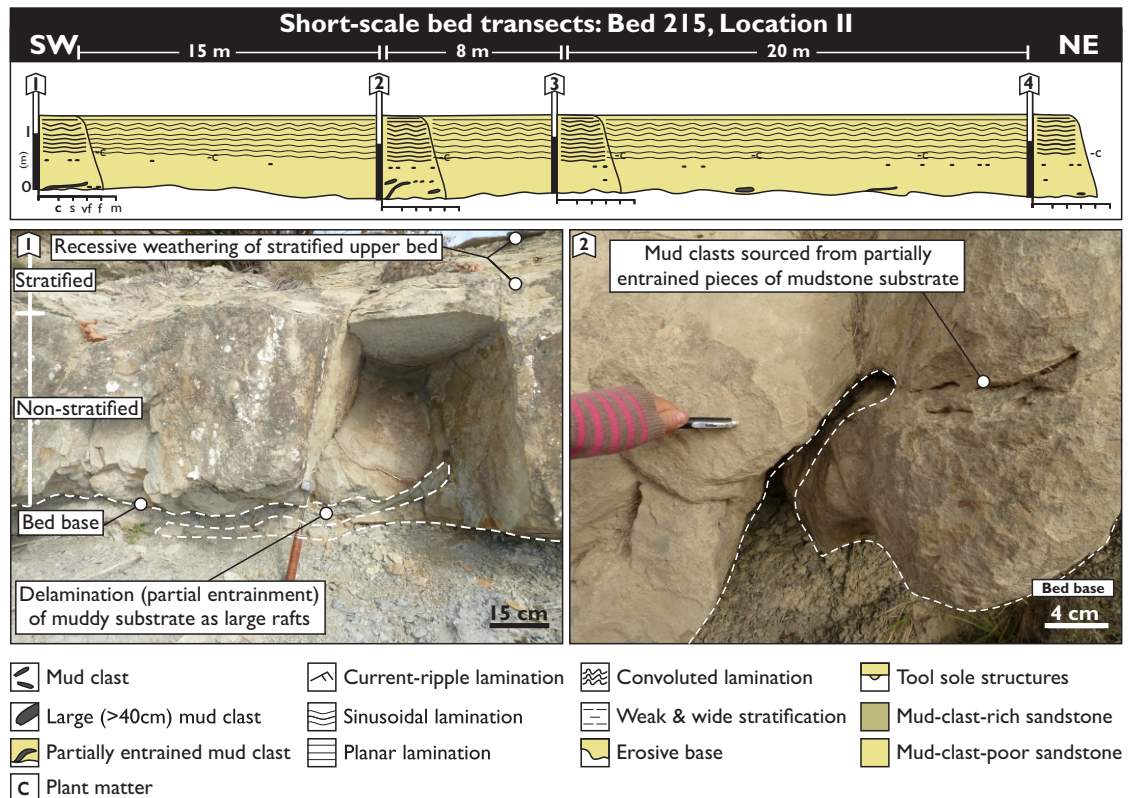 Short-scale bed transects: Bed 215, Location II
SW 15 m 8 m 20 m NE
1 2 3 4
1
(m)
0
-c -c -c -c -c -c -c
c s vf f m
1 Recessive weathering of stratified upper bed
Stratified
Non-stratified
Bed base
Delamination (partial entrainment)
of muddy substrate as large rafts
15 cm
2 Mud clasts sourced from partially
entrained pieces of mudstone substrate
Bed base
4 cm
Mud clast
Current-ripple lamination
Convoluted lamination
Tool sole structures
Large (>40cm) mud clast
Sinusoidal lamination
Weak & wide stratification
Mud-clast-rich sandstone
Partially entrained mud clast
Planar lamination
Erosive base
Mud-clast-poor sandstone
C Plant matter